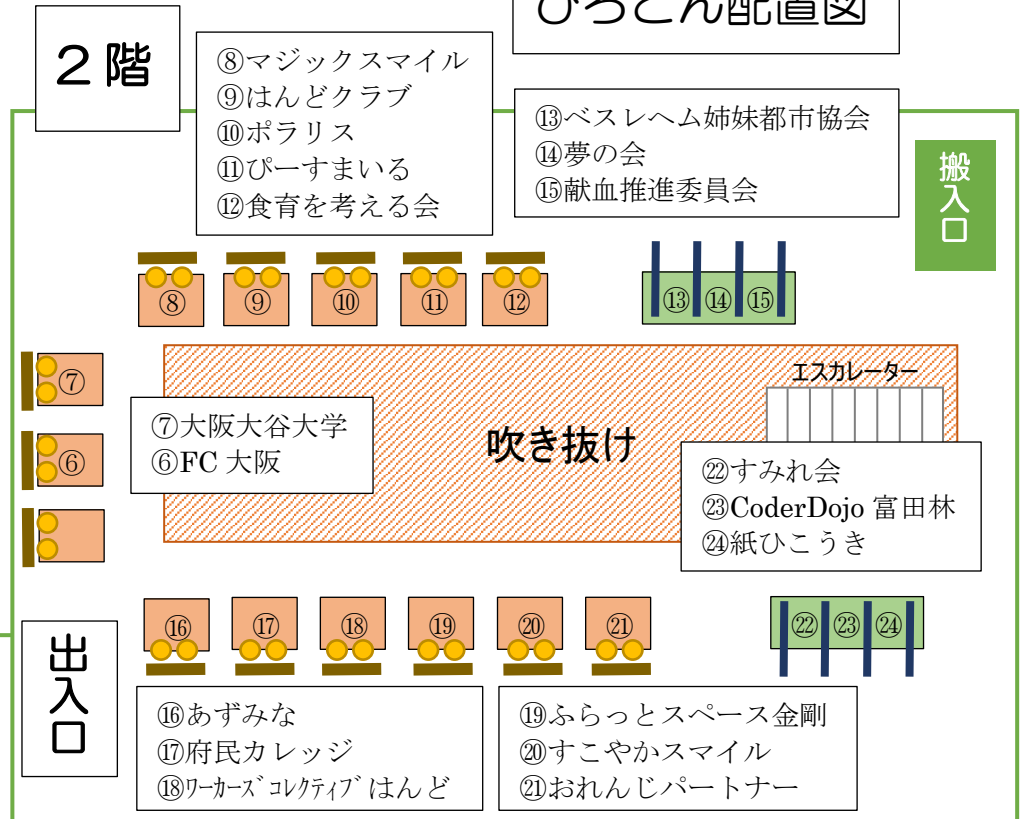 ぴろとん配置図
２階
⑧マジックスマイル
⑨はんどクラブ
⑩ポラリス
⑪ぴーすまいる
⑫食育を考える会
⑬ベスレヘム姉妹都市協会
⑭夢の会
⑮献血推進委員会
搬入口
⑧
⑨
⑩
⑪
⑫
⑬
⑭
⑮
⑦
⑥
エスカレーター
⑦大阪大谷大学
⑥FC 大阪
吹き抜け
㉒すみれ会
㉓CoderDojo 富田林
㉔紙ひこうき
⑯
⑰
⑱
⑲
⑳
㉑
㉒
㉓
㉔
出入口
⑯あずみな
⑰府民カレッジ
⑱ﾜｰｶｰｽﾞｺﾚｸﾃｨﾌﾞはんど
⑲ふらっとスペース金剛
⑳すこやかスマイル
㉑おれんじパートナー